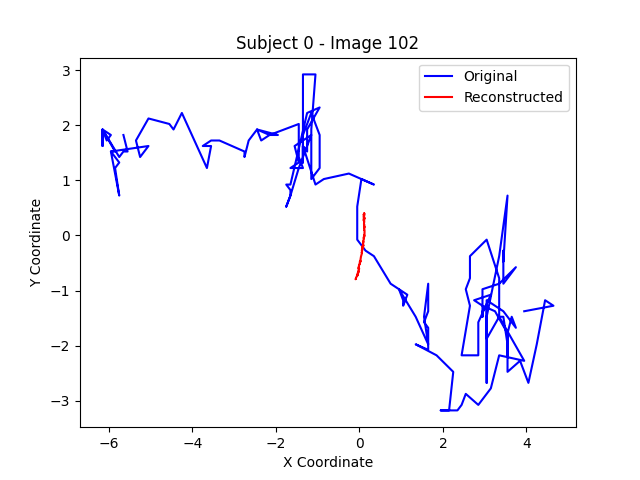 Subject 0 - Image 102
Original
Reconstructed
3
2
1
0
−1
−2
−3
Y Coordinate
−6 −4 −2 0 2 4
X Coordinate